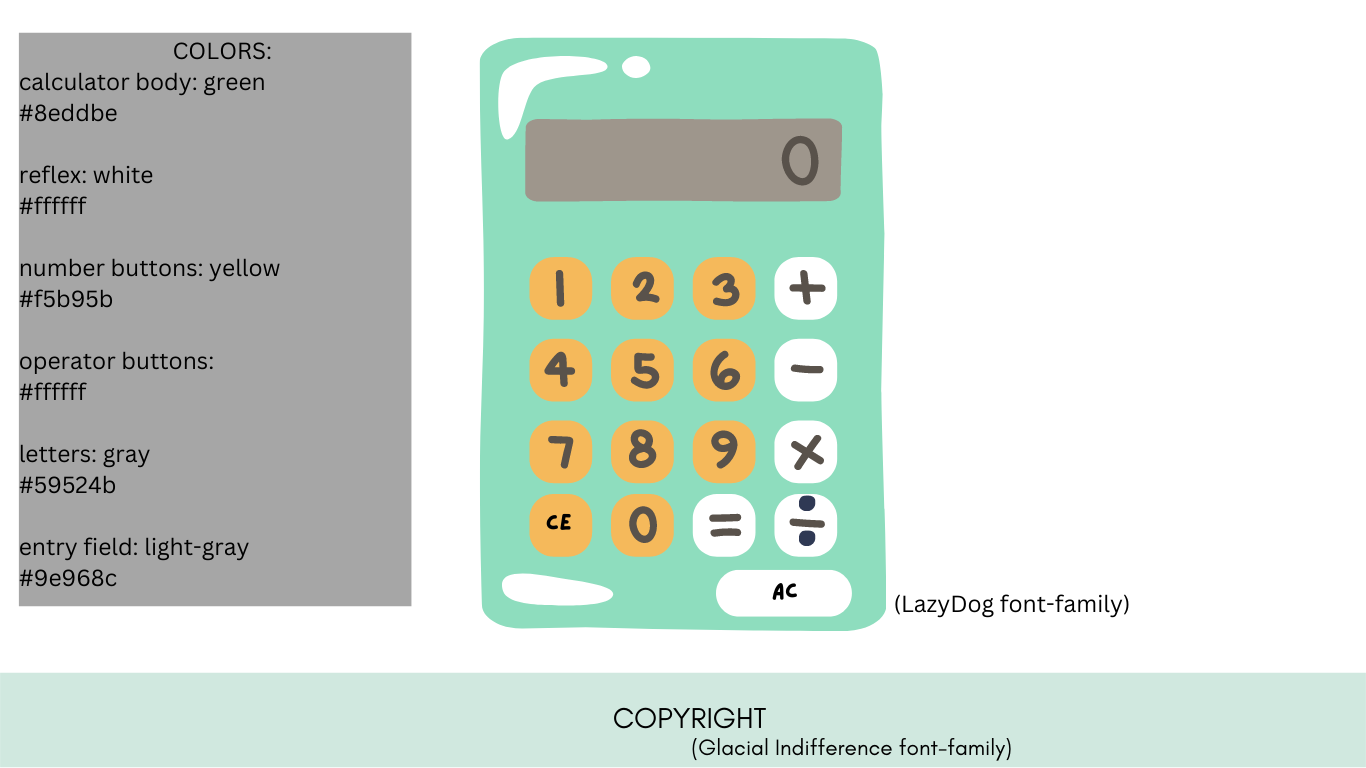 COLORS:
calculator body: green
#8eddbe
reflex: white
#ffffff
number buttons: yellow
#f5b95b
operator buttons:
#ffffff
letters: gray
#59524b
entry field: light-gray
#9e968c
0
1 2 3 +
4 5 6 −
7 8 9 ×
CE 0 = ÷
AC
(LazyDog font-family)
COPYRIGHT
(Glacial Indifference font-family)